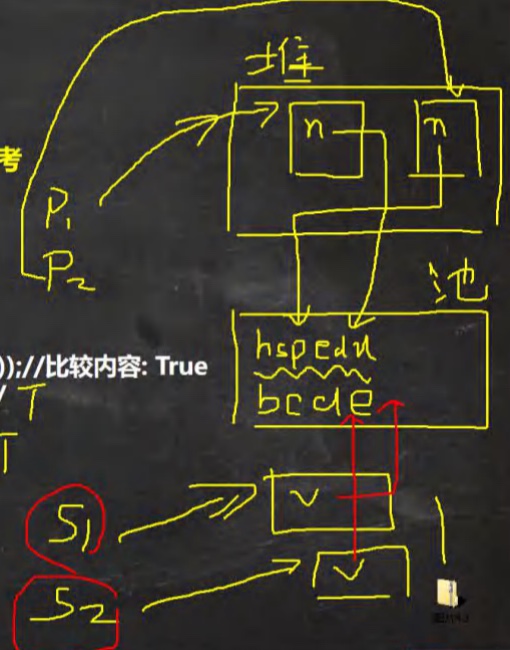 堆
考
n
n
P1
P2
池
));//比较内容: True
hspedu
/ T
bcde
T
S1
v
S2
v